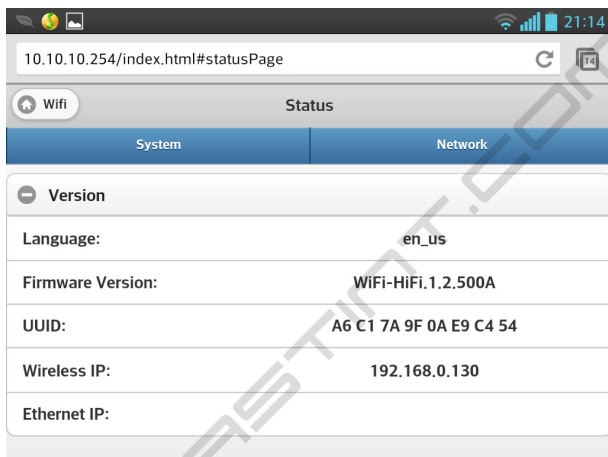 21:14
10.10.10.254/index.html#statusPage
14
Wifi
Status
System Network
Version
Language: en_us
Firmware Version: WiFi-HiFi.1.2.500A
UUID: A6 C1 7A 9F 0A E9 C4 54
Wireless IP: 192.168.0.130
Ethernet IP: